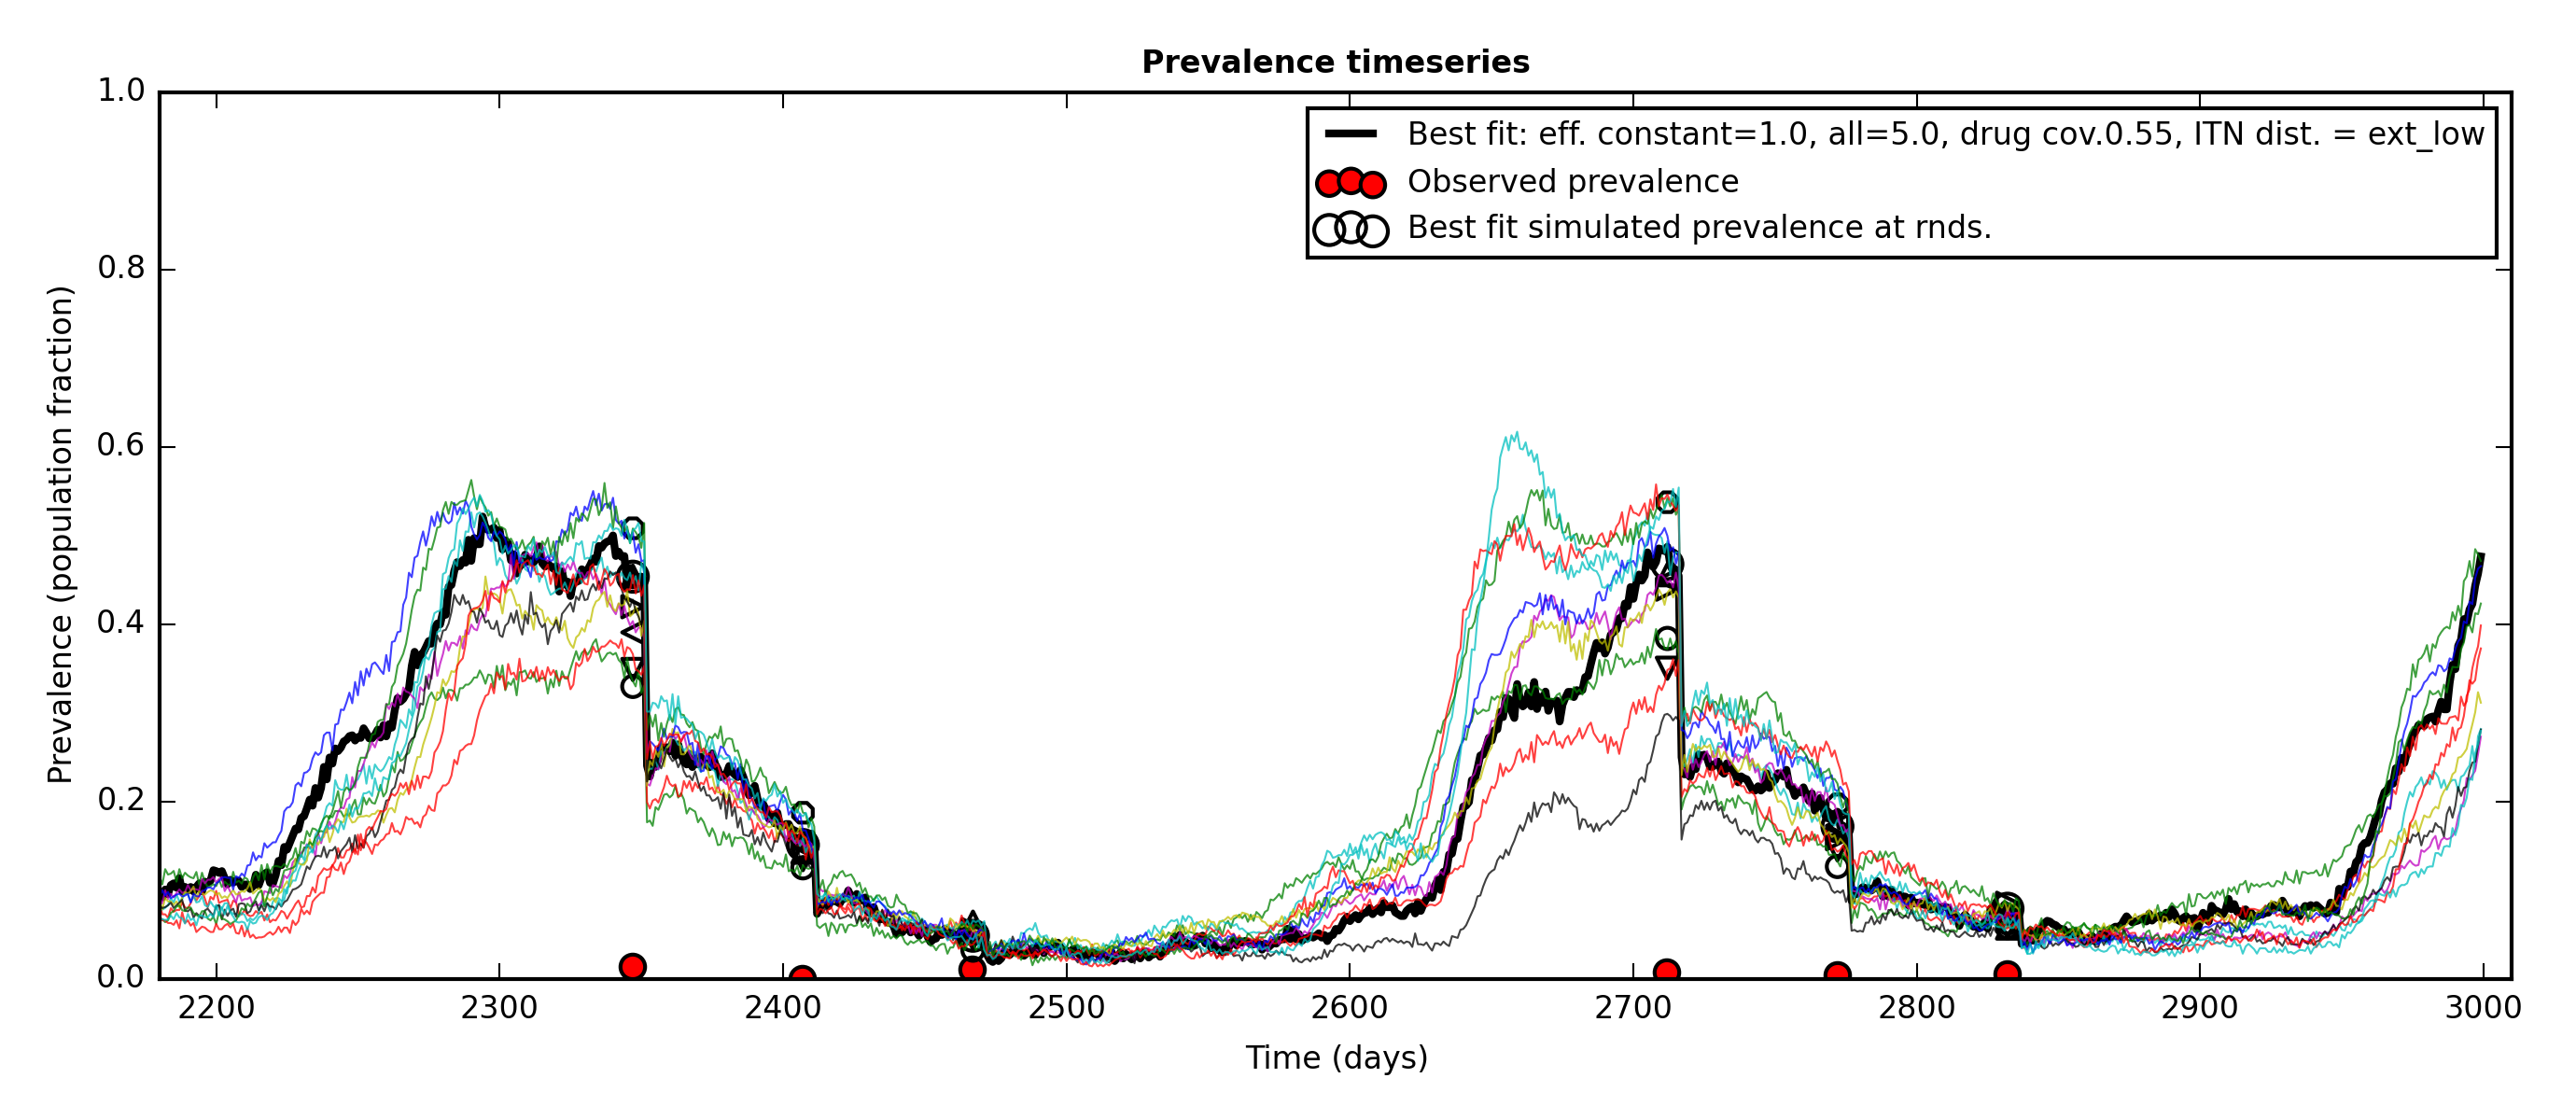 Prevalence timeseries
Best fit: eff. constant=1.0, all=5.0, drug cov.0.55, ITN dist. = ext_low
Observed prevalence
Best fit simulated prevalence at rnds.
Prevalence (population fraction)
1.0
0.8
0.6
0.4
0.2
0.0
2200 2300 2400 2500 2600 2700 2800 2900 3000
Time (days)